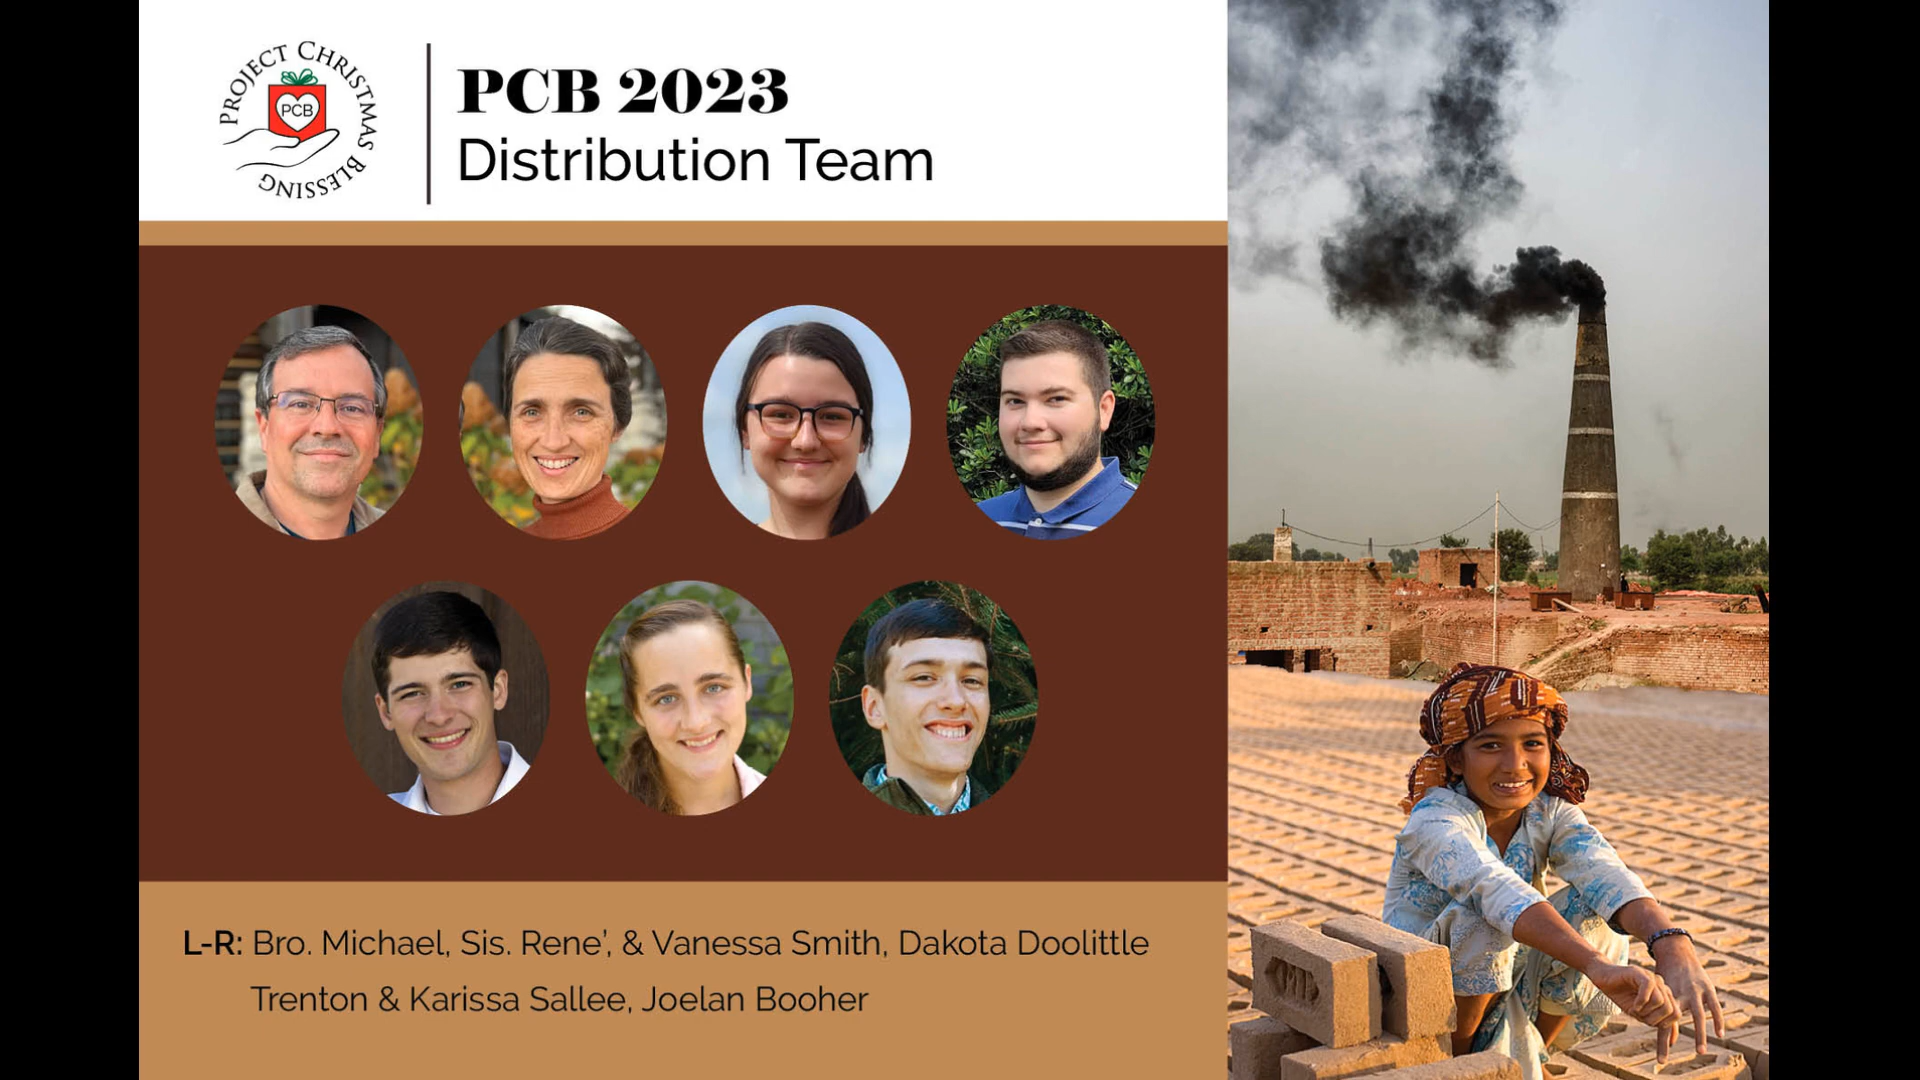 PROJECT CHRISTMAS BLESSING
PCB
PCB 2023
Distribution Team
L-R: Bro. Michael, Sis. Rene’, & Vanessa Smith, Dakota Doolittle
Trenton & Karissa Sallee, Joelan Booher